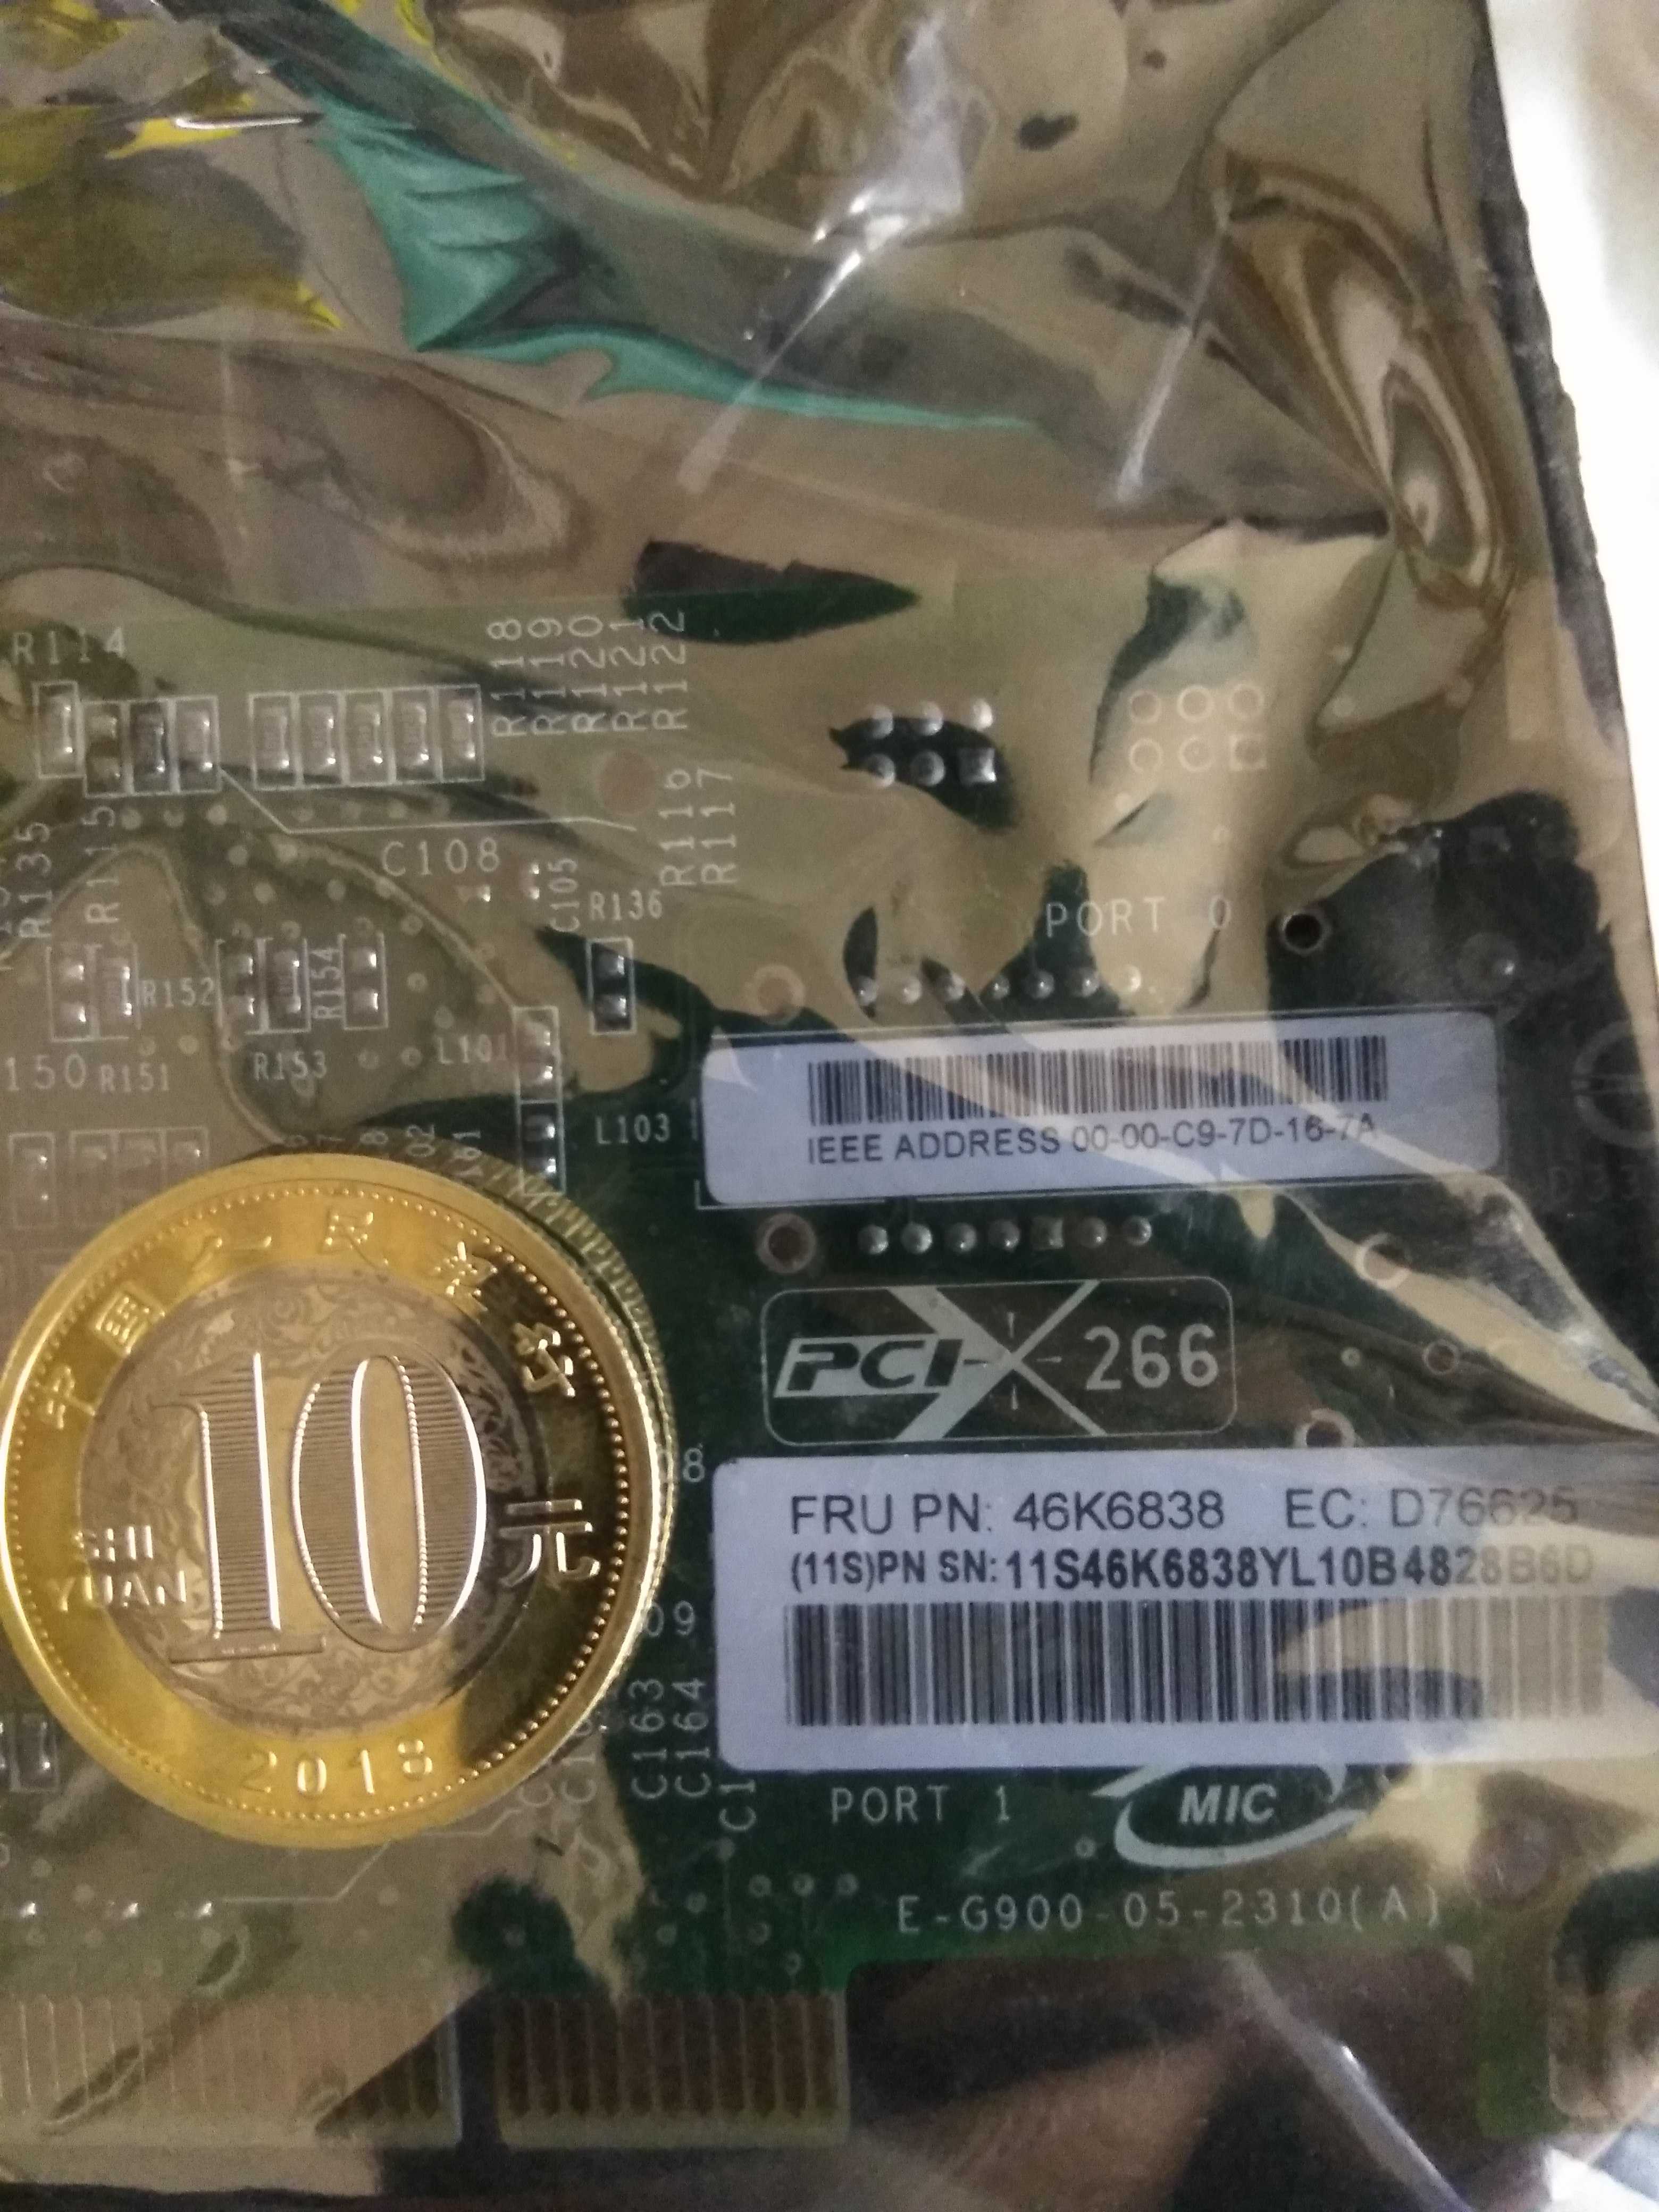 R114
R118
R119
R120
R121
R122
R135
R115
C108
R116
R117
C105
R136
R152
R154
L101
150
R151
R153
PORT 0
IEEE ADDRESS 00-00-C9-7D-16-7A
L103
中国人民银行
10
元
SHI
YUAN
2018
PCI-X 266
FRU PN: 46K6838 EC: D76625
(11S)PN SN: 11S46K6838YL10B4828B6D
09
C163
C164
PORT 1
MIC
E-G900-05-2310(A)